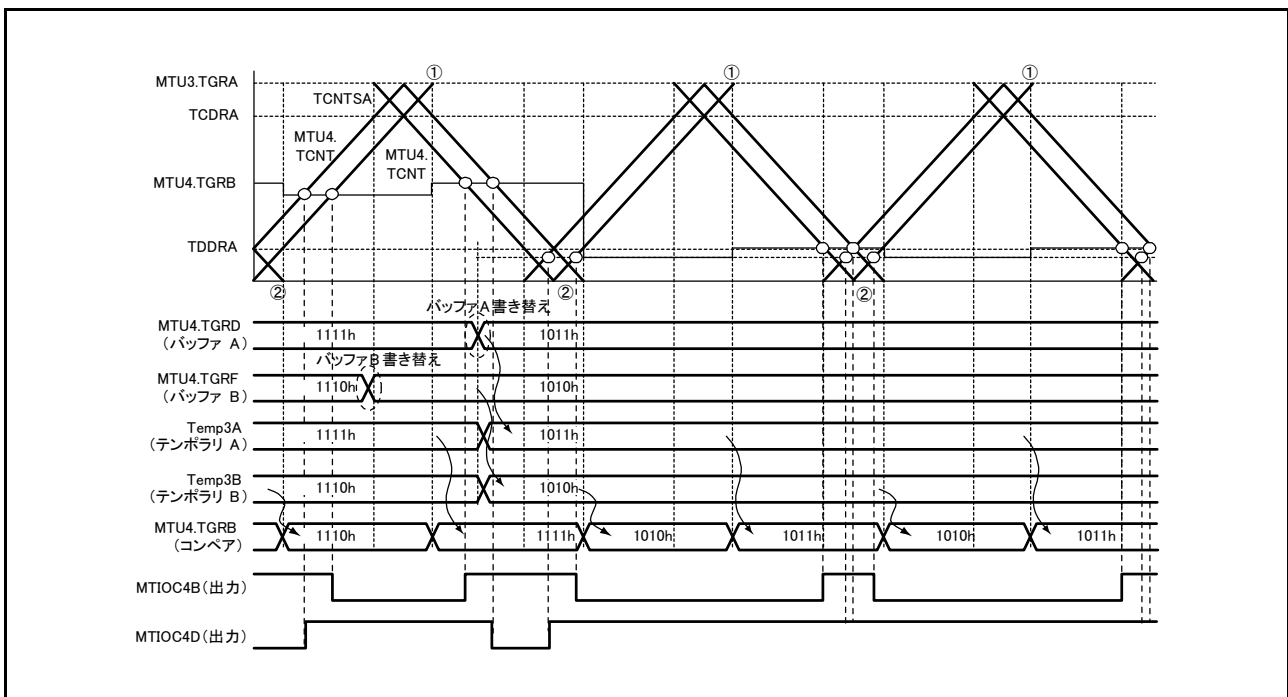 ① ① ①
MTU3.TGRA
TCNTSA
TCDRA
MTU4.
TCNT
MTU4.
TCNT
MTU4.TGRB
TDDRA
② ② ②
バッファA 書き替え
MTU4.TGRD
(バッファ A)
1111h 1011h
バッファB 書き替え
MTU4.TGRF
(バッファ B)
1110h 1010h
Temp3A
(テンポラリ A)
1111h 1011h
Temp3B
(テンポラリ B)
1110h 1010h
MTU4.TGRB
(コンペア)
1110h 1111h 1010h 1011h 1010h 1011h
MTIOC4B(出力)
MTIOC4D(出力)